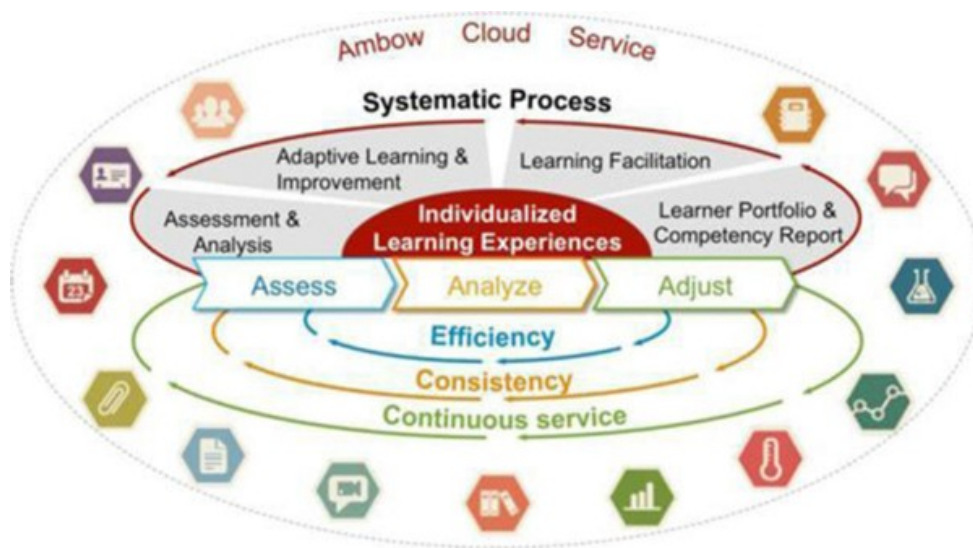 Ambow Cloud Service
Systematic Process
Adaptive Learning &
Improvement
Learning Facilitation
Assessment &
Analysis
Individualized
Learning Experiences
Learner Portfolio &
Competency Report
Assess
Analyze
Adjust
Efficiency
Consistency
Continuous service
23